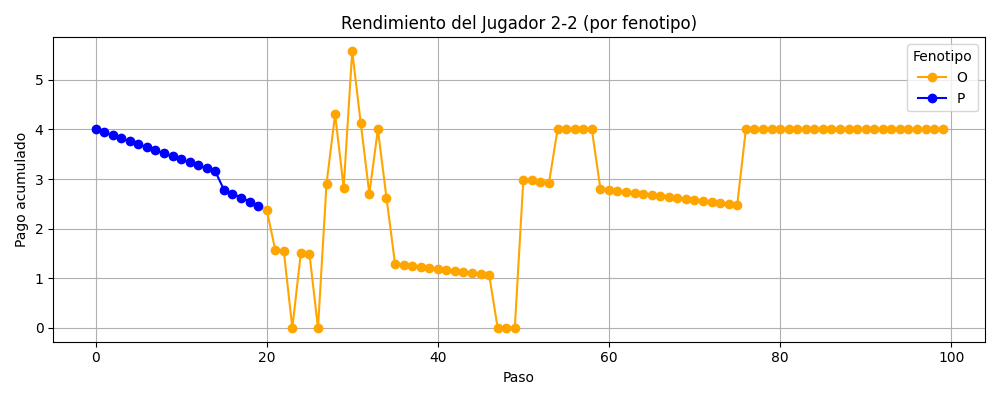 Rendimiento del Jugador 2-2 (por fenotipo)
Pago acumulado
5
4
3
2
1
0
Fenotipo
O
P
0
20
40
60
80
100
Paso